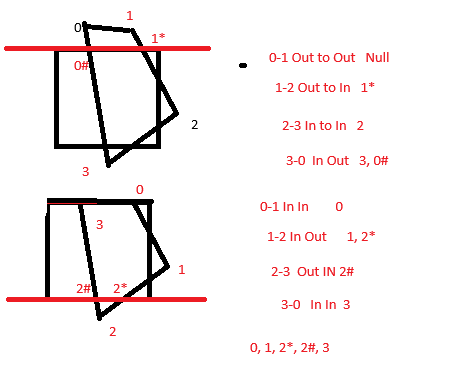 1
0
1*
0#
2
3
0-1 Out to Out Null
1-2 Out to In 1*
2-3 In to In 2
3-0 In Out 3, 0#
0
3
1
2# 2*
2
0-1 In In 0
1-2 In Out 1, 2*
2-3 Out IN 2#
3-0 In In 3
0, 1, 2*, 2#, 3